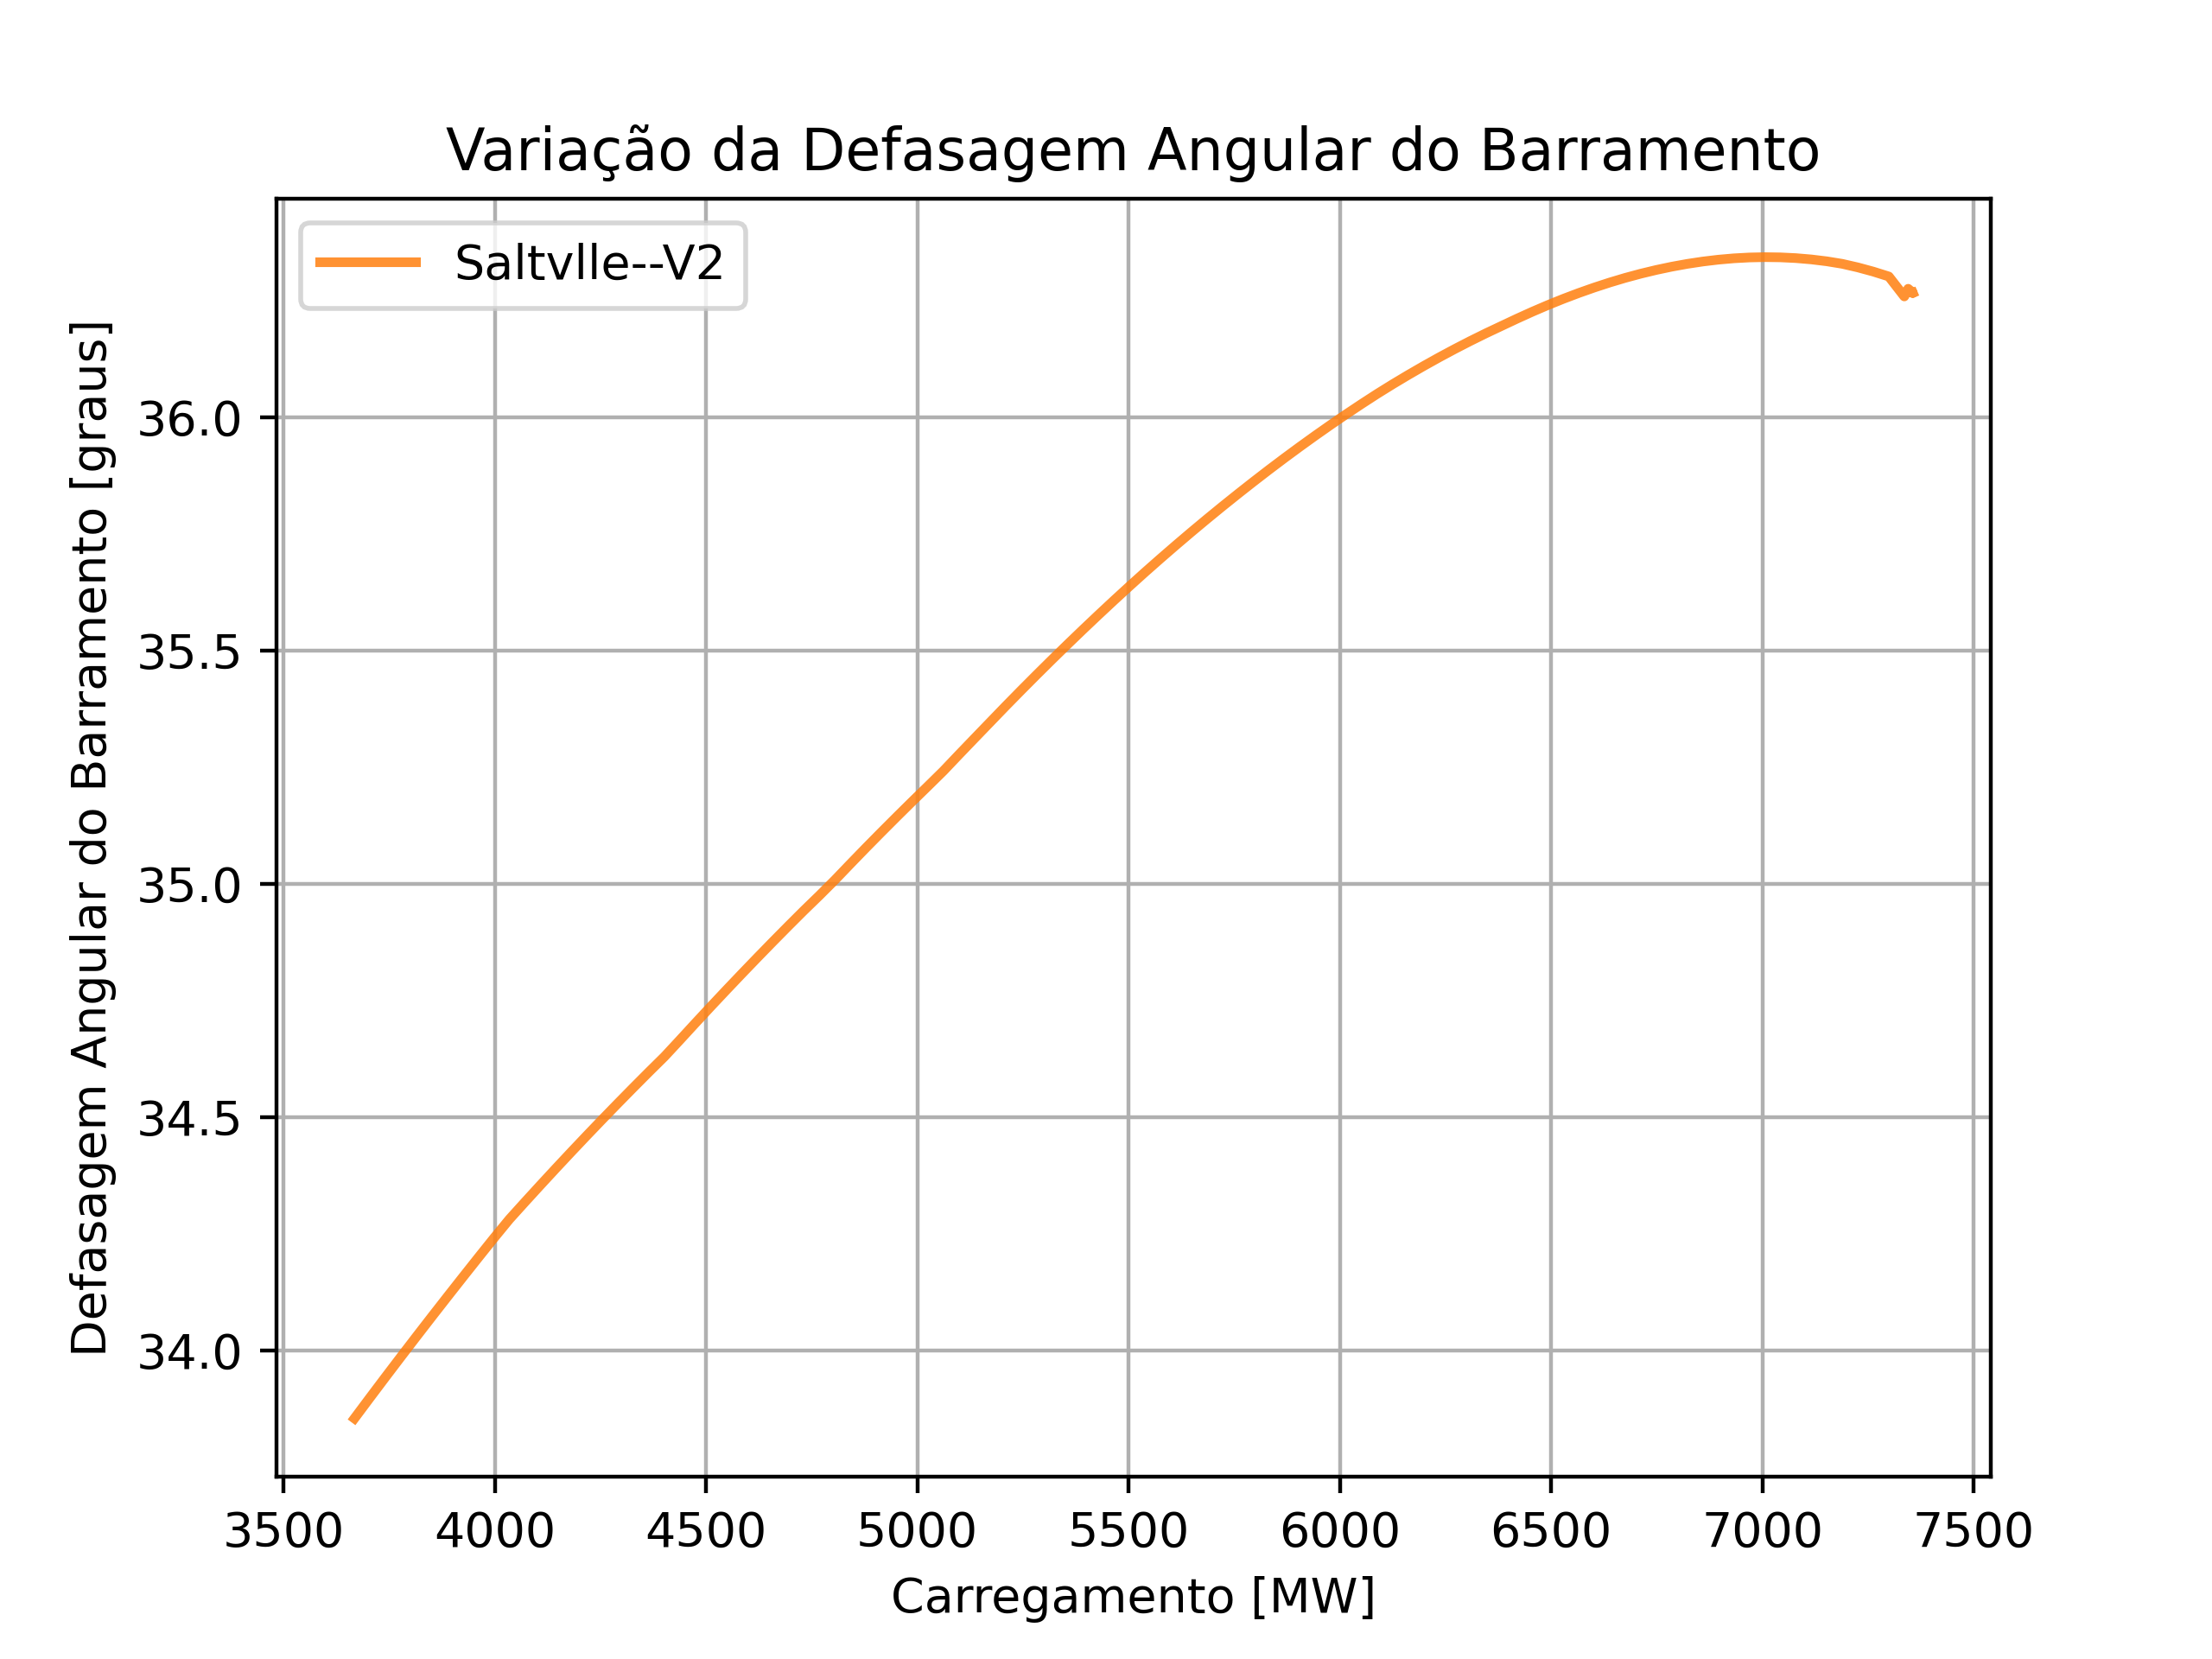 Variação da Defasagem Angular do Barramento
Saltvlle--V2
Defasagem Angular do Barramento [graus]
36.0
35.5
35.0
34.5
34.0
3500 4000 4500 5000 5500 6000 6500 7000 7500
Carregamento [MW]